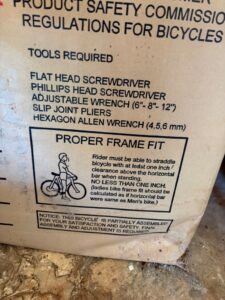 PRODUCT SAFETY COMMISSIO
REGULATIONS FOR BICYCLES
TOOLS REQUIRED
FLAT HEAD SCREWDRIVER
PHILLIPS HEAD SCREWDRIVER
ADJUSTABLE WRENCH (6"- 8"- 12")
SLIP JOINT PLIERS
HEXAGON ALLEN WRENCH (4,5,6 mm)
PROPER FRAME FIT
Rider must be able to straddle
bicycle with at least one inch
clearance above the horizontal
bar when standing.
NO LESS THAN ONE INCH.
(ladies bike frame fit should be
calculated as if horizontal bar
were same as Men's bike.)
NOTICE: THIS BICYCLE IS PARTIALLY ASSEMBLED
FOR YOUR SATISFACTION AND SAFETY. FINAL
ASSEMBLY AND ADJUSTMENT IS REQUIRED